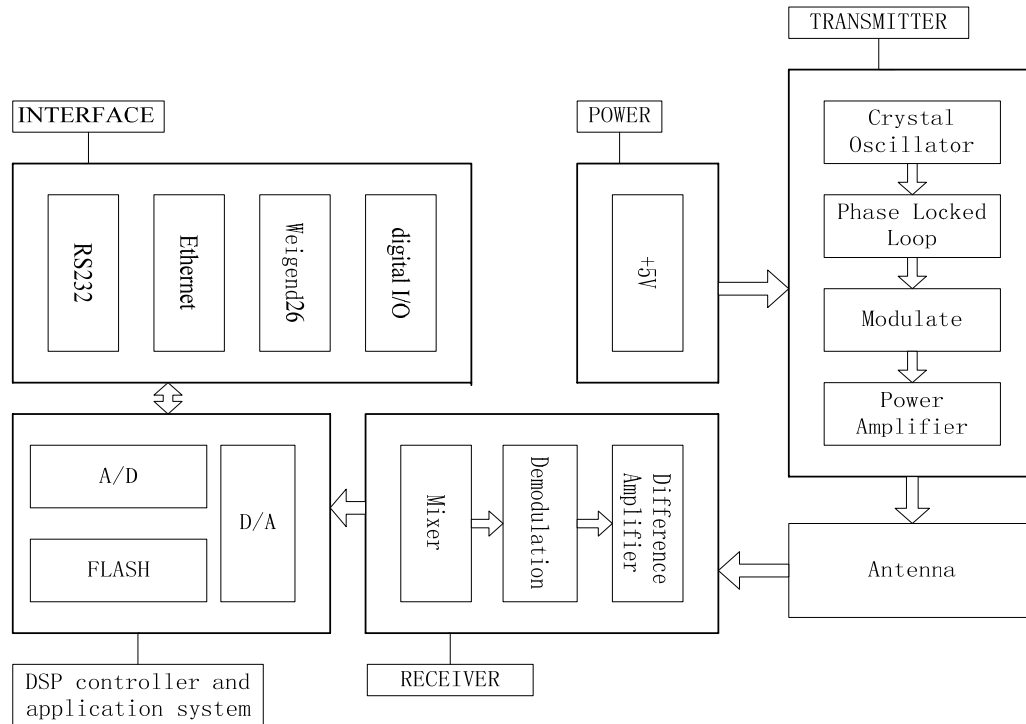 TRANSMITTER
Crystal
Oscillator
Phase Locked
Loop
Modulate
Power
Amplifier
INTERFACE
RS232
Ethernet
Weigend26
digital I/O
POWER
+5V
A/D
FLASH
D/A
DSP controller and
application system
Mixer
Demodulation
Difference
Amplifier
RECEIVER
Antenna